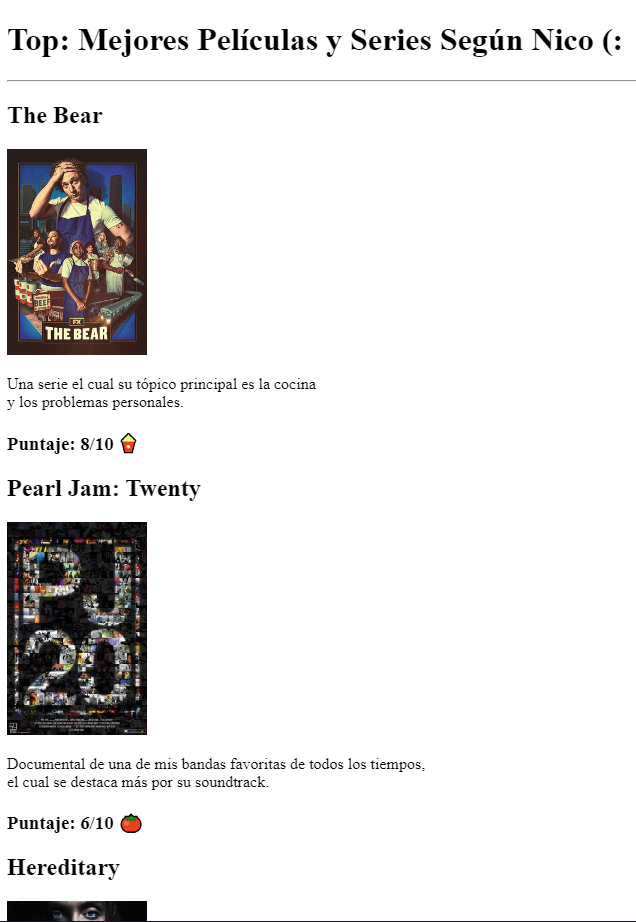 Top: Mejores Películas y Series Según Nico (:
The Bear
BEEF
FX
THE BEAR
Una serie el cual su tópico principal es la cocina
y los problemas personales.
Puntaje: 8/10
Pearl Jam: Twenty
PJ
20
Documental de una de mis bandas favoritas de todos los tiempos,
el cual se destaca más por su soundtrack.
Puntaje: 6/10
Hereditary